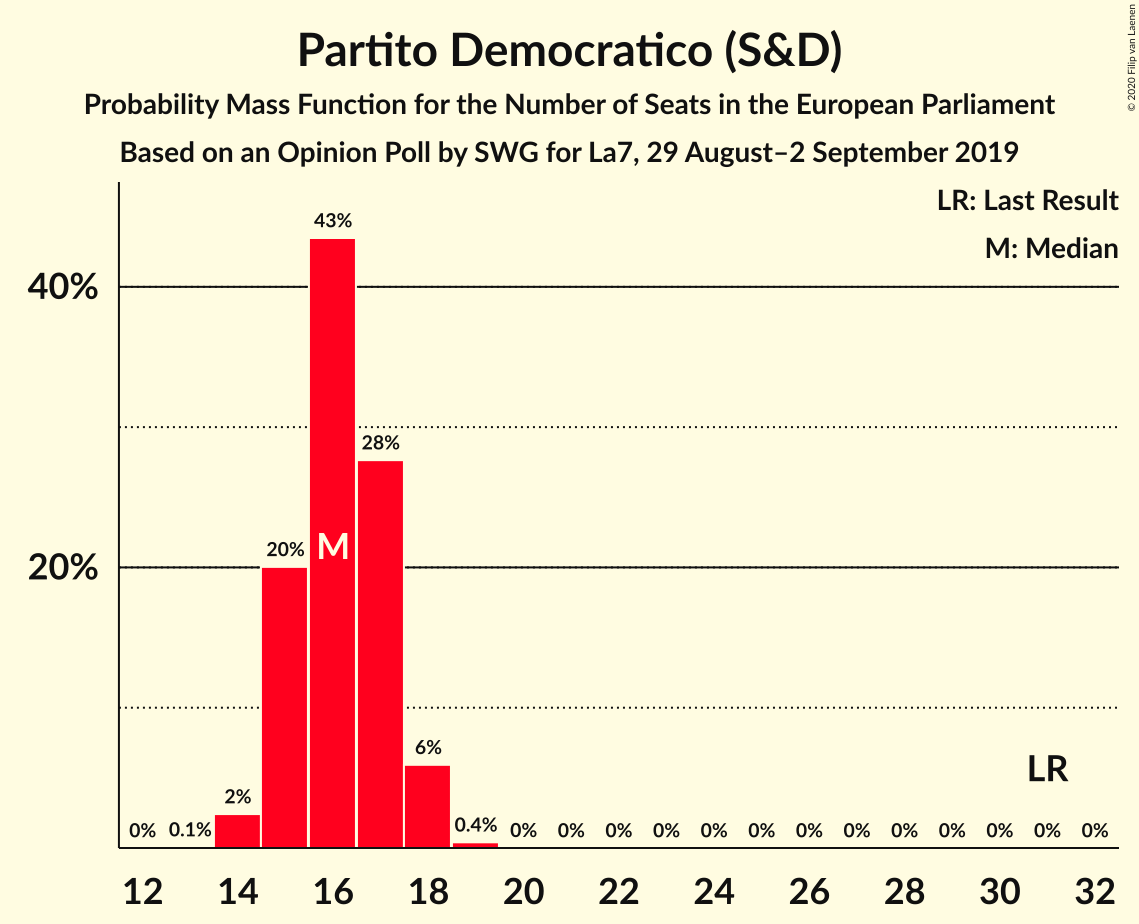 Partito Democratico (S&D)
Probability Mass Function for the Number of Seats in the European Parliament
Based on an Opinion Poll by SWG for La7, 29 August–2 September 2019
© 2020 Filip van Laenen
LR: Last Result
M: Median
40%
20%
0% 0.1% 2% 20% 43% 28% 6% 0.4% 0% 0% 0% 0% 0% 0% 0% 0% 0% 0% 0% 0% 0%
M
LR
12 14 16 18 20 22 24 26 28 30 32